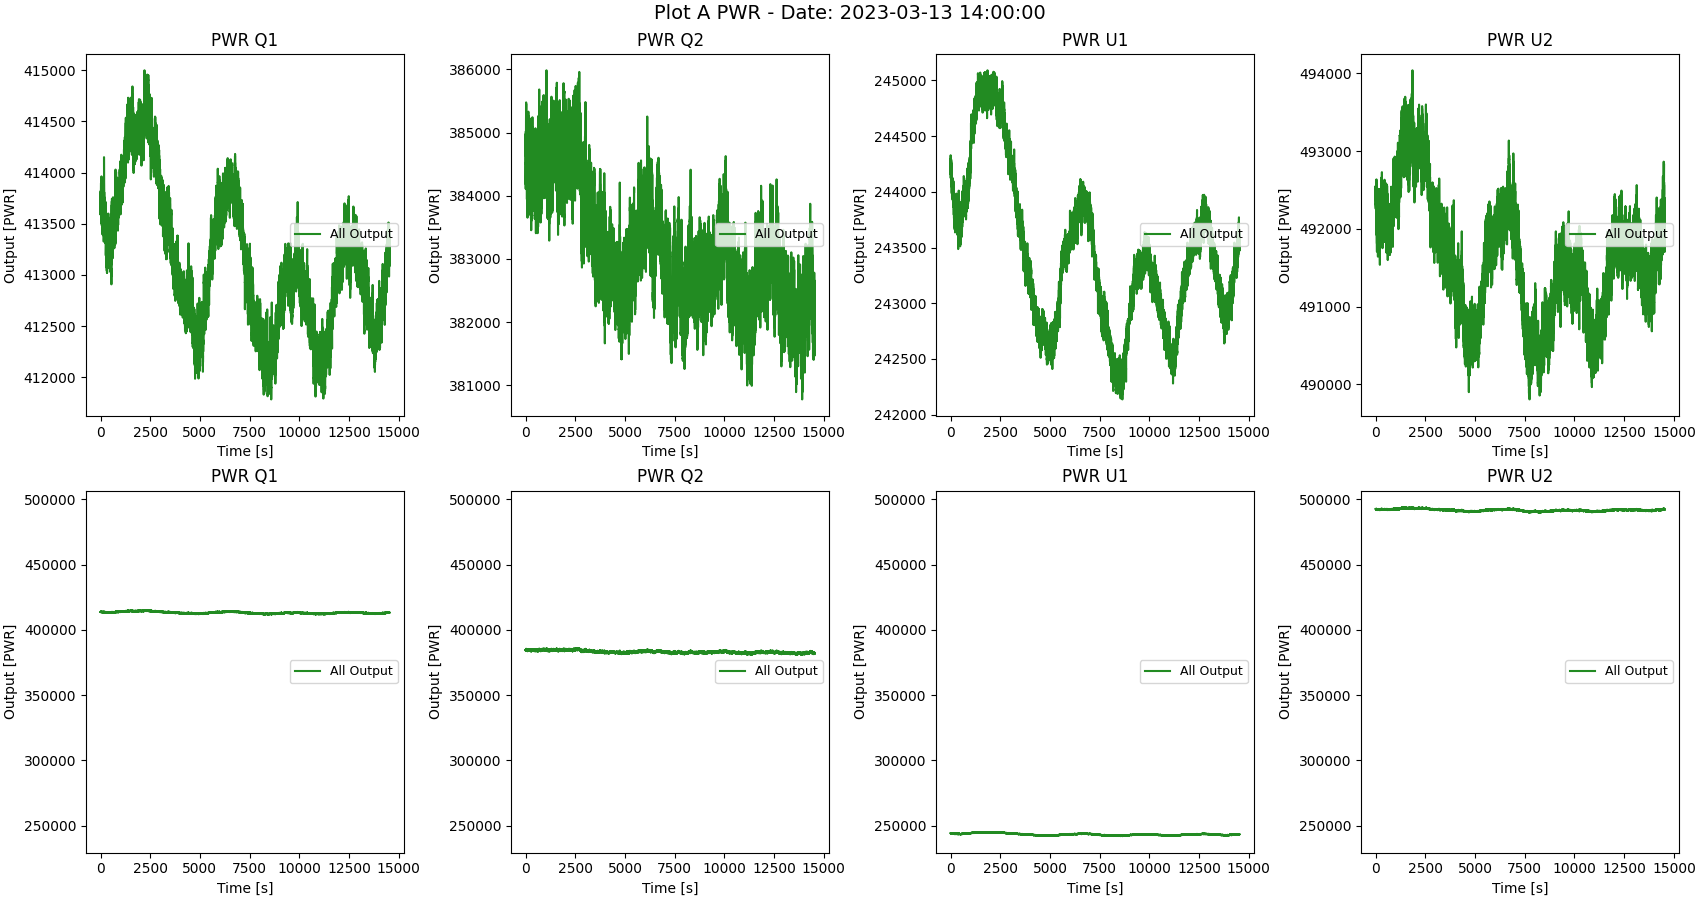 Plot A PWR - Date: 2023-03-13 14:00:00
PWR Q1
Output [PWR]
415000
414500
414000
413500
413000
412500
412000
All Output
0 2500 5000 7500 10000 12500 15000
Time [s]
PWR Q2
Output [PWR]
386000
385000
384000
383000
382000
381000
All Output
0 2500 5000 7500 10000 12500 15000
Time [s]
PWR U1
Output [PWR]
245000
244500
244000
243500
243000
242500
242000
All Output
0 2500 5000 7500 10000 12500 15000
Time [s]
PWR U2
Output [PWR]
494000
493000
492000
491000
490000
All Output
0 2500 5000 7500 10000 12500 15000
Time [s]
PWR Q1
Output [PWR]
500000
450000
400000
350000
300000
250000
All Output
0 2500 5000 7500 10000 12500 15000
Time [s]
PWR Q2
Output [PWR]
500000
450000
400000
350000
300000
250000
All Output
0 2500 5000 7500 10000 12500 15000
Time [s]
PWR U1
Output [PWR]
500000
450000
400000
350000
300000
250000
All Output
0 2500 5000 7500 10000 12500 15000
Time [s]
PWR U2
Output [PWR]
500000
450000
400000
350000
300000
250000
All Output
0 2500 5000 7500 10000 12500 15000
Time [s]